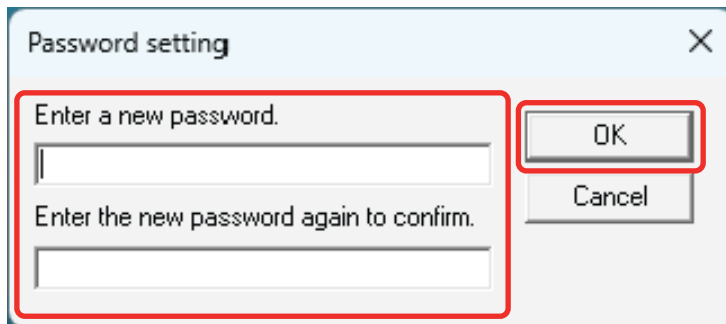 Password setting
Enter a new password.
OK
Cancel
Enter the new password again to confirm.